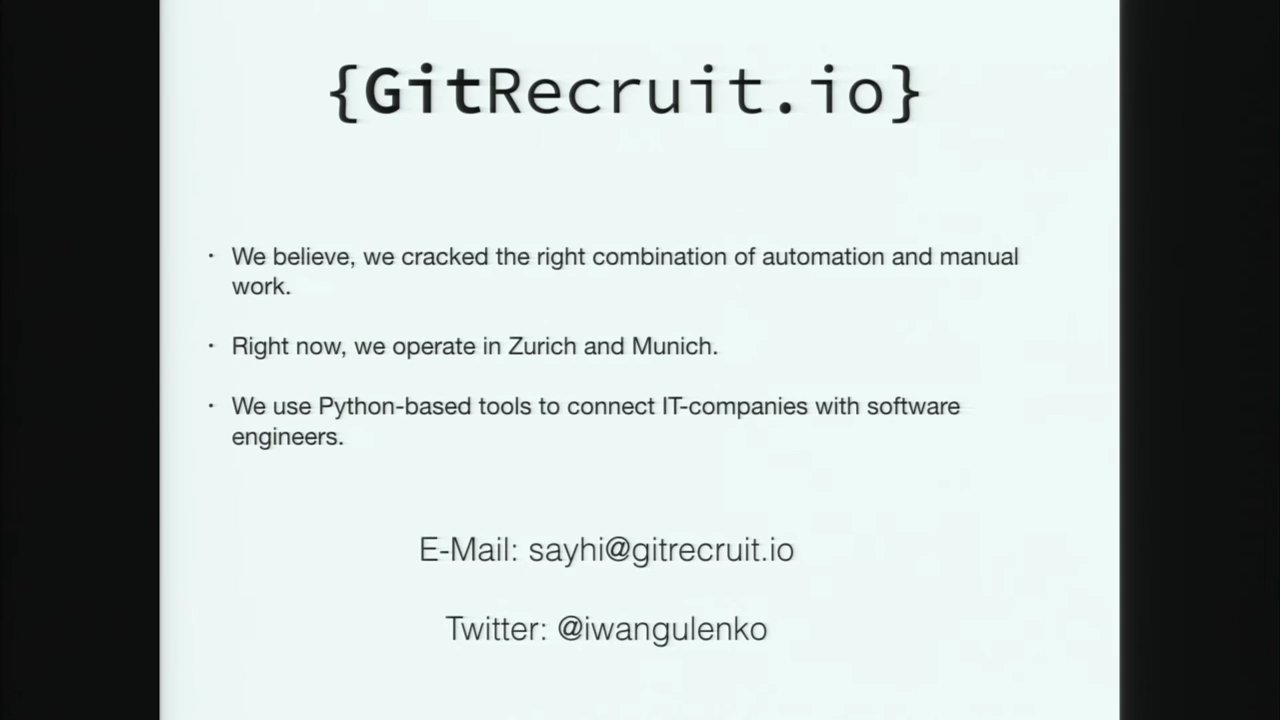 {GitRecruit.io}
· We believe, we cracked the right combination of automation and manual
work.
· Right now, we operate in Zurich and Munich.
· We use Python-based tools to connect IT-companies with software
engineers.
E-Mail: sayhi@gitrecruit.io
Twitter: @iwangulenko